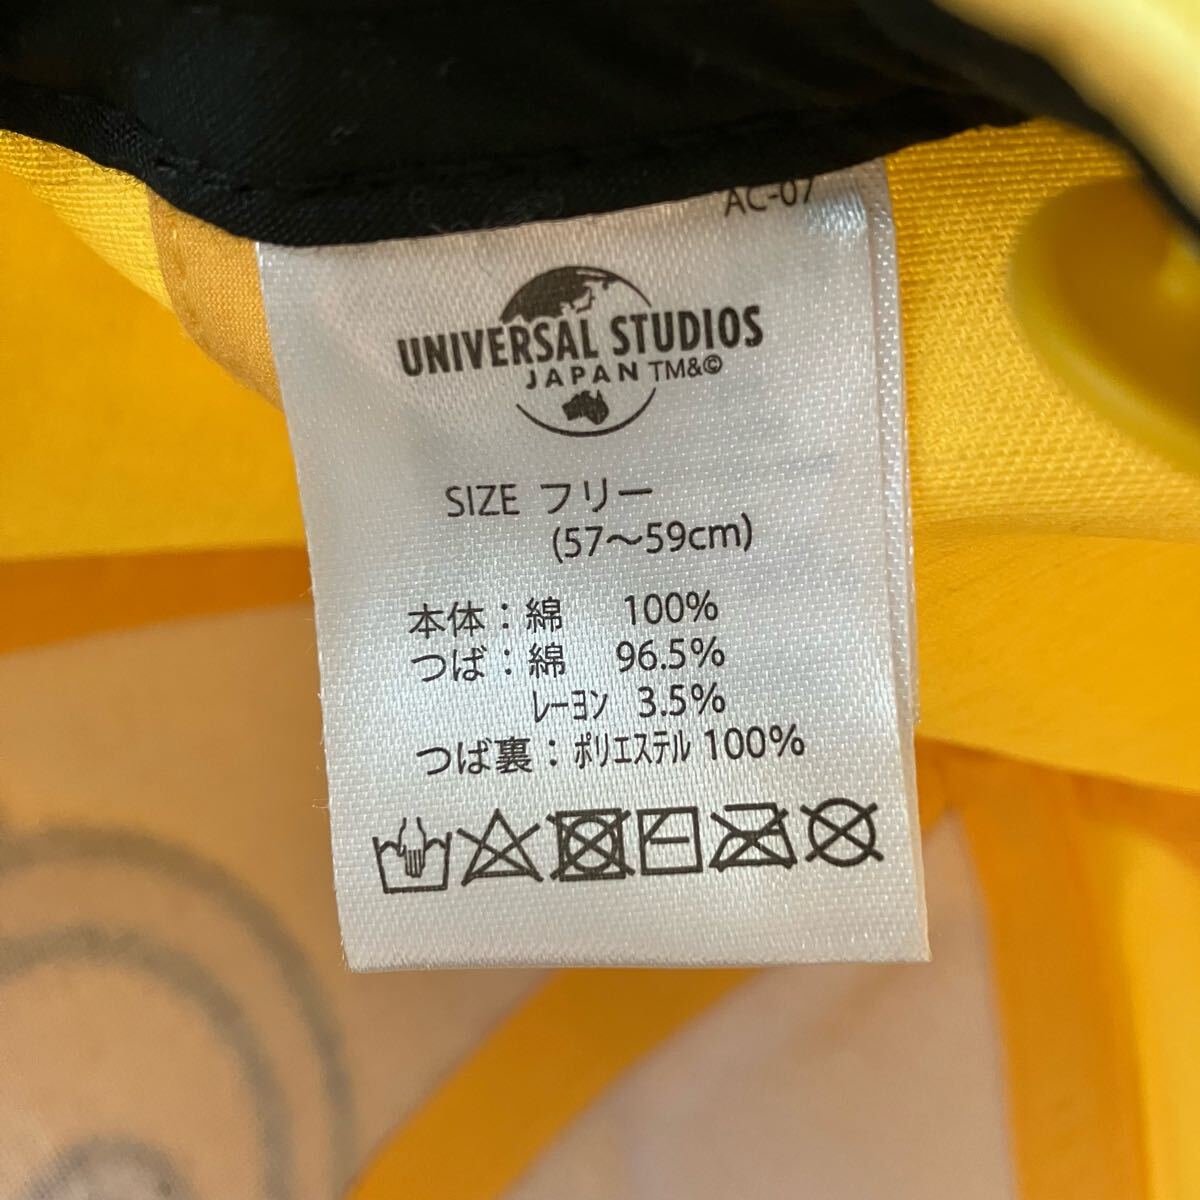 AC-07
UNIVERSAL STUDIOS
JAPAN TM&©
SIZE フリー
(57～59cm)
本体：綿 100%
つば：綿 96.5%
レーヨン 3.5%
つば裏：ポリエステル 100%